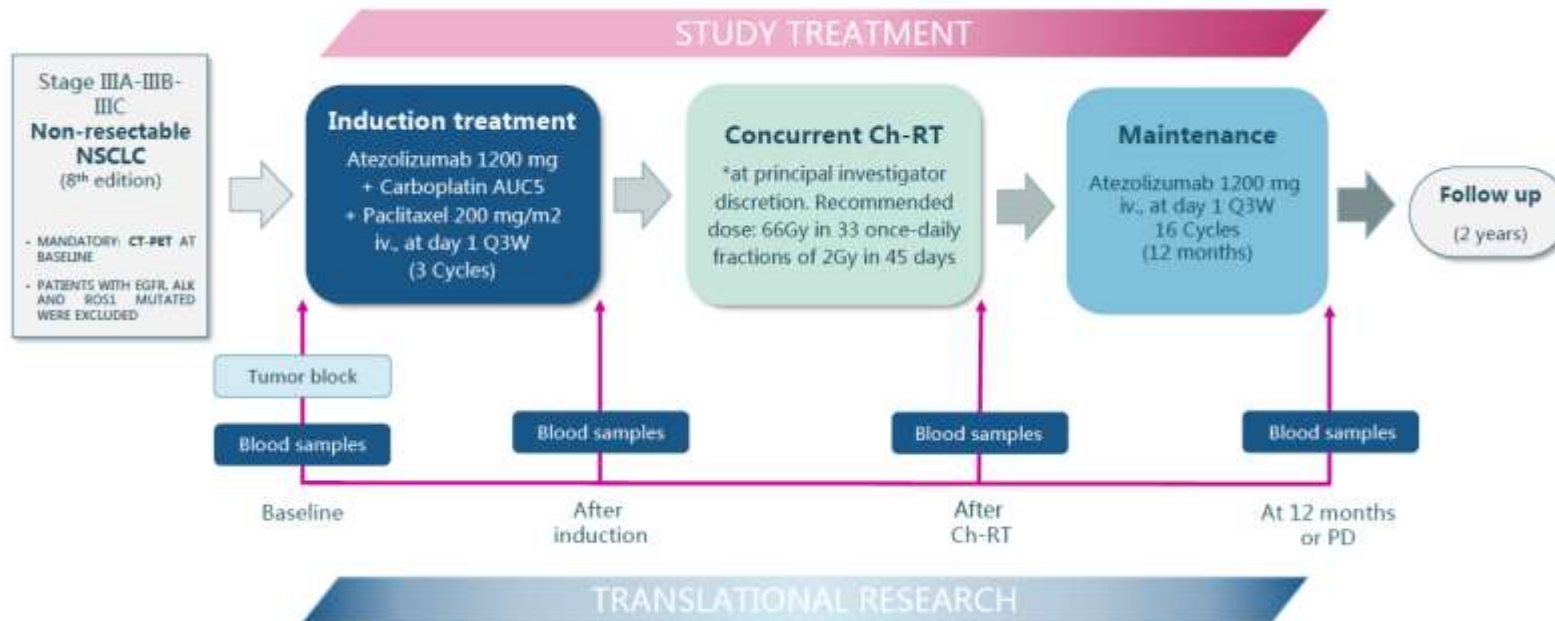 STUDY TREATMENT
Stage IIIA-IIIB-
IIIC
Non-resectable
NSCLC
(8th edition)
- MANDATORY: CT-PET AT
BASELINE
- PATIENTS WITH EGFR, ALK
AND ROS1 MUTATED
WERE EXCLUDED
Induction treatment
Atezolizumab 1200 mg
+ Carboplatin AUC5
+ Paclitaxel 200 mg/m2
iv., at day 1 Q3W
(3 Cycles)
Concurrent Ch-RT
*at principal investigator
discretion. Recommended
dose: 66Gy in 33 once-daily
fractions of 2Gy in 45 days
Maintenance
Atezolizumab 1200 mg
iv., at day 1 Q3W
16 Cycles
(12 months)
Follow up
(2 years)
Tumor block
Blood samples
Blood samples
Blood samples
Blood samples
Baseline
After
induction
After
Ch-RT
At 12 months
or PD
TRANSLATIONAL RESEARCH